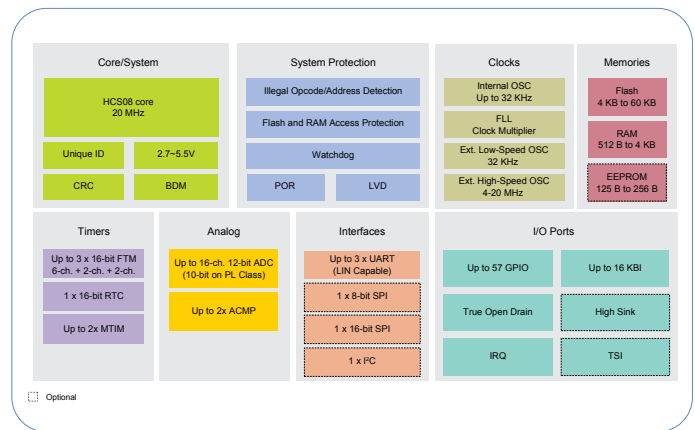 Core/System
HCS08 core
20 MHz
Unique ID
2.7~5.5V
CRC
BDM
System Protection
Illegal Opcode/Address Detection
Flash and RAM Access Protection
Watchdog
POR
LVD
Clocks
Internal OSC
Up to 32 KHz
FLL
Clock Multiplier
Ext. Low-Speed OSC
32 KHz
Ext. High-Speed OSC
4-20 MHz
Memories
Flash
4 KB to 60 KB
RAM
512 B to 4 KB
EEPROM
125 B to 256 B
Timers
Up to 3 x 16-bit FTM
6-ch. + 2-ch. + 2-ch.
1 x 16-bit RTC
Up to 2x MTIM
Analog
Up to 16-ch. 12-bit ADC
(10-bit on PL Class)
Up to 2x ACMP
Interfaces
Up to 3 x UART
(LIN Capable)
1 x 8-bit SPI
1 x 16-bit SPI
1 x I²C
I/O Ports
Up to 57 GPIO
Up to 16 KBI
True Open Drain
High Sink
IRQ
TSI
Optional